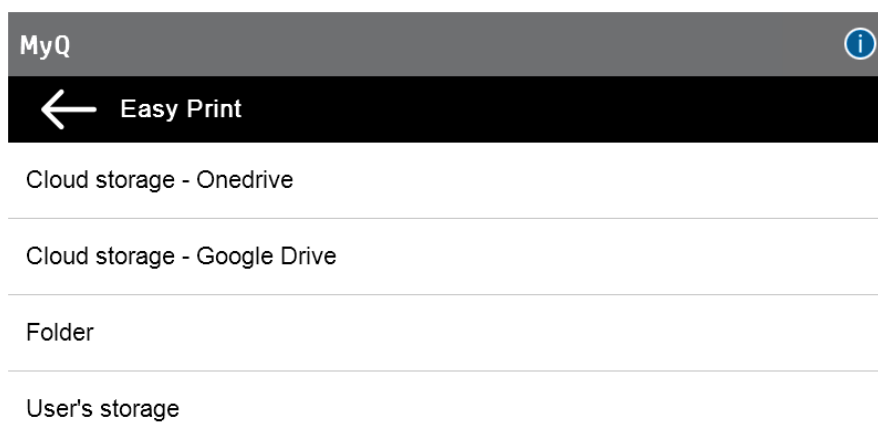 MyQ
Easy Print
Cloud storage - Onedrive
Cloud storage - Google Drive
Folder
User's storage